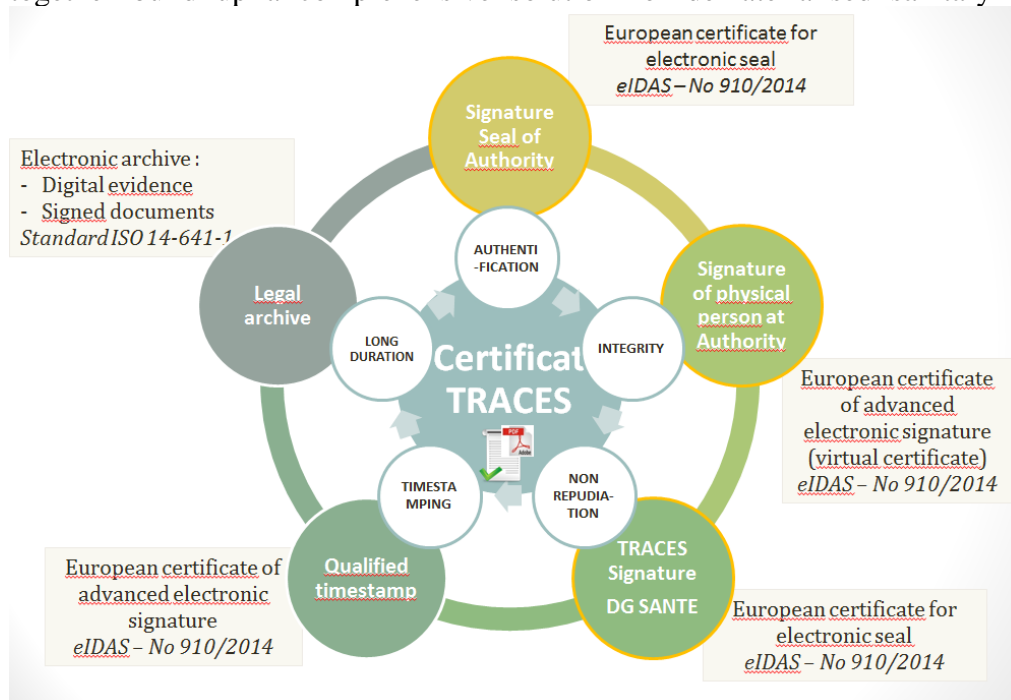 European certificate for
electronic seal
eIDAS – No 910/2014
Signature
Seal of
Authority
Electronic archive :
- Digital evidence
- Signed documents
Standard ISO 14-641-1
AUTHENTI
-FICATION
Signature
of physical
person at
Authority
Legal
archive
LONG
DURATION
INTEGRITY
Certificat
TRACES
European certificate
of advanced
electronic signature
(virtual certificate)
eIDAS – No 910/2014
PDF
Adobe
TIMESTA
MPING
NON
REPUDIA-
TION
TRACES
Signature
DG SANTE
Qualified
timestamp
European certificate of
advanced electronic
signature
eIDAS – No 910/2014
European certificate for
electronic seal
eIDAS – No 910/2014